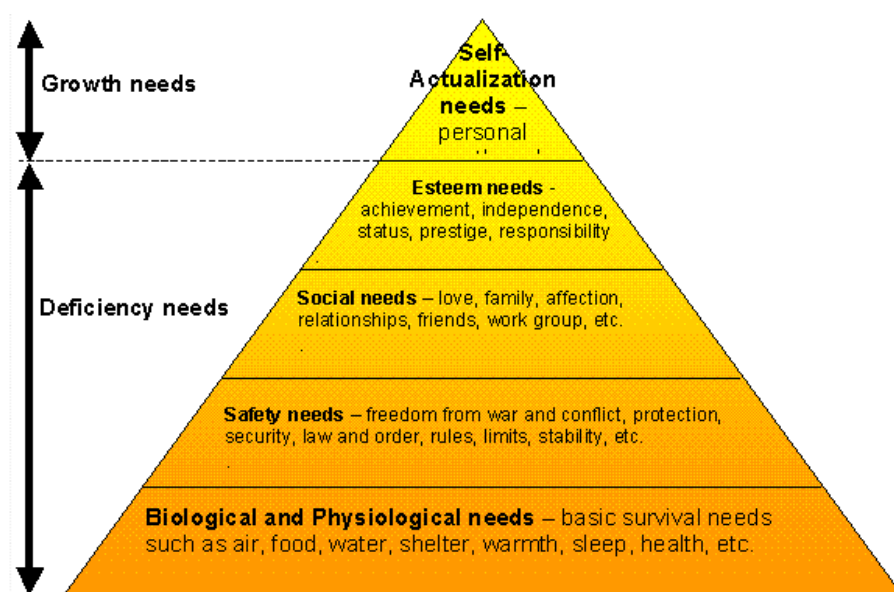 Growth needs
Self-
Actualization
needs –
personal
Esteem needs -
achievement, independence,
status, prestige, responsibility
Deficiency needs
Social needs – love, family, affection,
relationships, friends, work group, etc.
Safety needs – freedom from war and conflict, protection,
security, law and order, rules, limits, stability, etc.
Biological and Physiological needs – basic survival needs
such as air, food, water, shelter, warmth, sleep, health, etc.